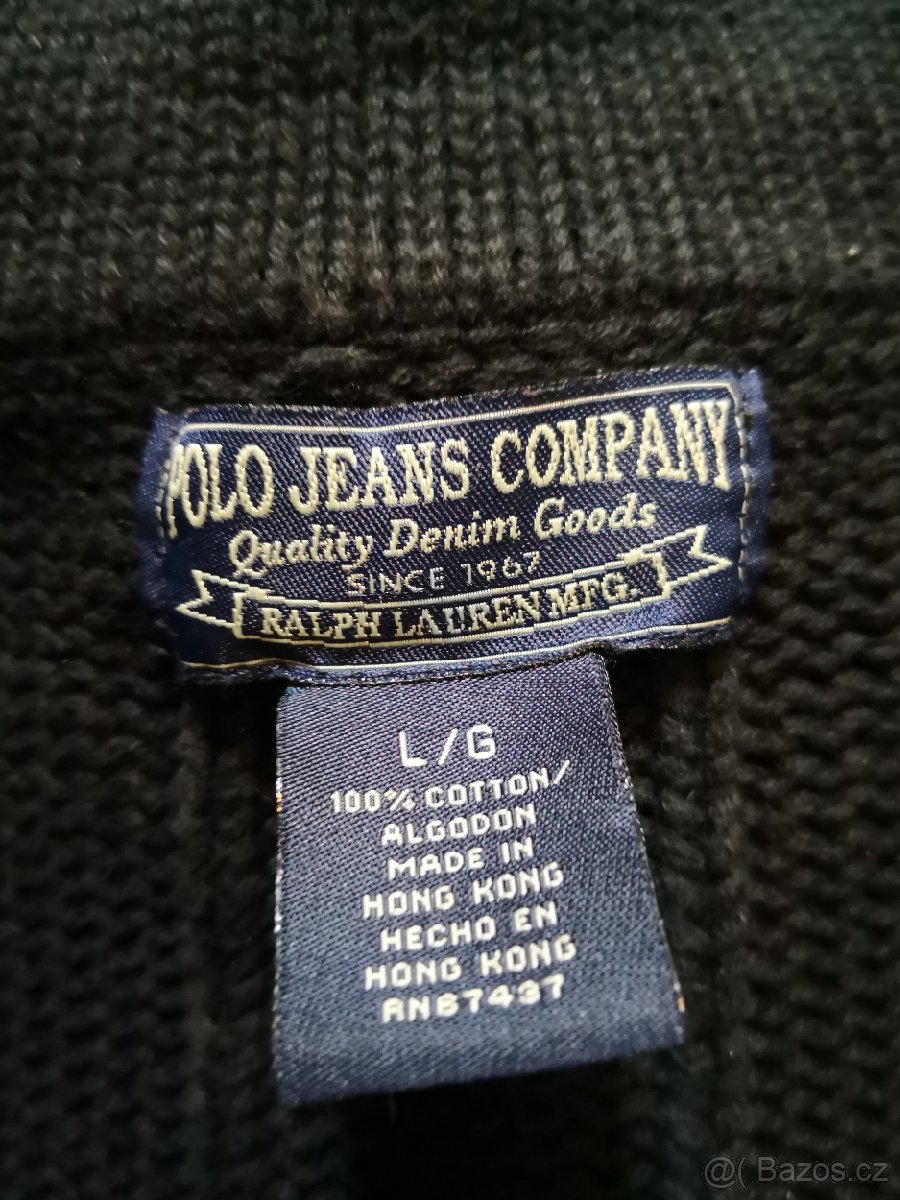 POLO JEANS COMPANY
Quality Denim Goods
SINCE 1967
RALPH LAUREN MFG.
L/G
100% COTTON/
ALGODON
MADE IN
HONG KONG
HECHO EN
HONG KONG
RN67437
@( Bazos.cz